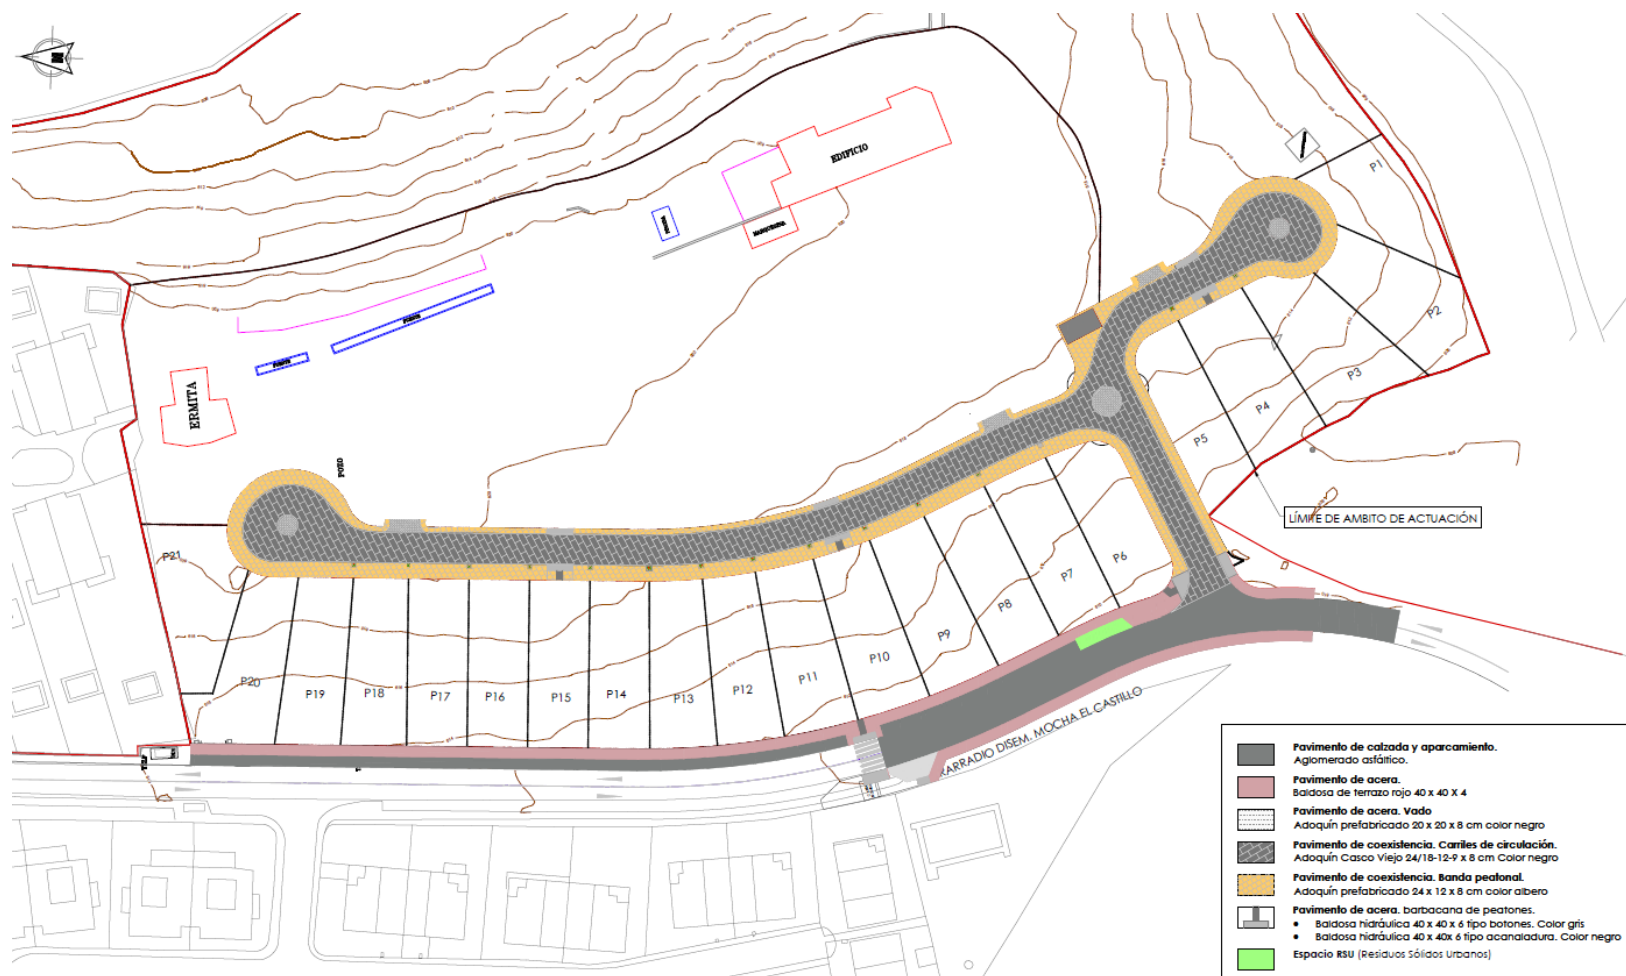 N
EDIFICIO
MARQUESINA
ERMITA
POZO
P1
P2
P3
P4
P5
P6
P7
P8
P9
P10
P11
P12
P13
P14
P15
P16
P17
P18
P19
P20
P21
LÍMITE DE AMBITO DE ACTUACIÓN
RARRADIO DISEM. MOCHA EL CASTILLO
Pavimento de calzada y aparcamiento.
Aglomerado asfáltico.
Pavimento de acera.
Baldosa de terrazo rojo 40 x 40 X 4
Pavimento de acera. Vado
Adoquín prefabricado 20 x 20 x 8 cm color negro
Pavimento de coexistencia. Carriles de circulación.
Adoquín Casco Viejo 24/18-12-9 x 8 cm Color negro
Pavimento de coexistencia. Banda peatonal.
Adoquín prefabricado 24 x 12 x 8 cm color albero
Pavimento de acera. barbacana de peatones.
• Baldosa hidráulica 40 x 40 x 6 tipo botones. Color gris
• Baldosa hidráulica 40 x 40x 6 tipo acanaladura. Color negro
Espacio RSU (Residuos Sólidos Urbanos)